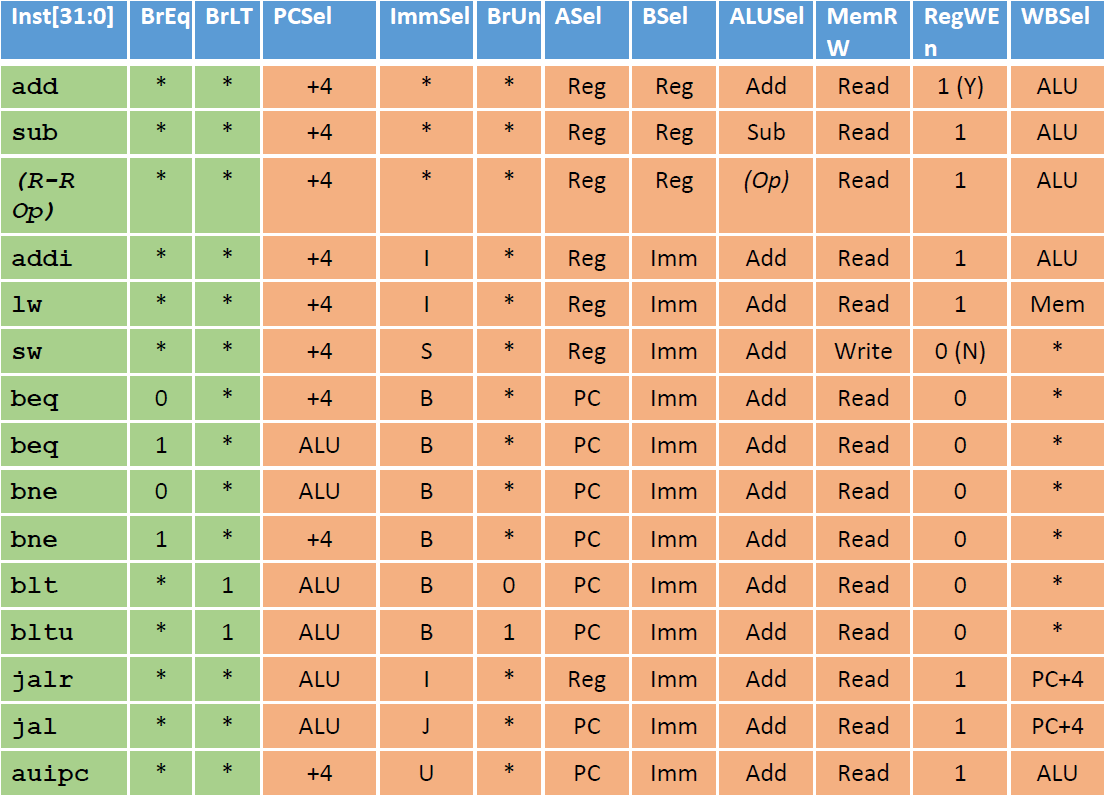 Inst[31:0] BrEq BrLT PCSel ImmSel BrUn ASel BSel ALUSel MemR RegWE WBSel
W n
add * * +4 * * Reg Reg Add Read 1 (Y) ALU
sub * * +4 * * Reg Reg Sub Read 1 ALU
(R-R * * +4 * * Reg Reg (Op) Read 1 ALU
Op)
addi * * +4 I * Reg Imm Add Read 1 ALU
lw * * +4 I * Reg Imm Add Read 1 Mem
sw * * +4 S * Reg Imm Add Write 0 (N) *
beq 0 * +4 B * PC Imm Add Read 0 *
beq 1 * ALU B * PC Imm Add Read 0 *
bne 0 * ALU B * PC Imm Add Read 0 *
bne 1 * +4 B * PC Imm Add Read 0 *
blt * 1 ALU B 0 PC Imm Add Read 0 *
bltu * 1 ALU B 1 PC Imm Add Read 0 *
jalr * * ALU I * Reg Imm Add Read 1 PC+4
jal * * ALU J * PC Imm Add Read 1 PC+4
auipc * * +4 U * PC Imm Add Read 1 ALU